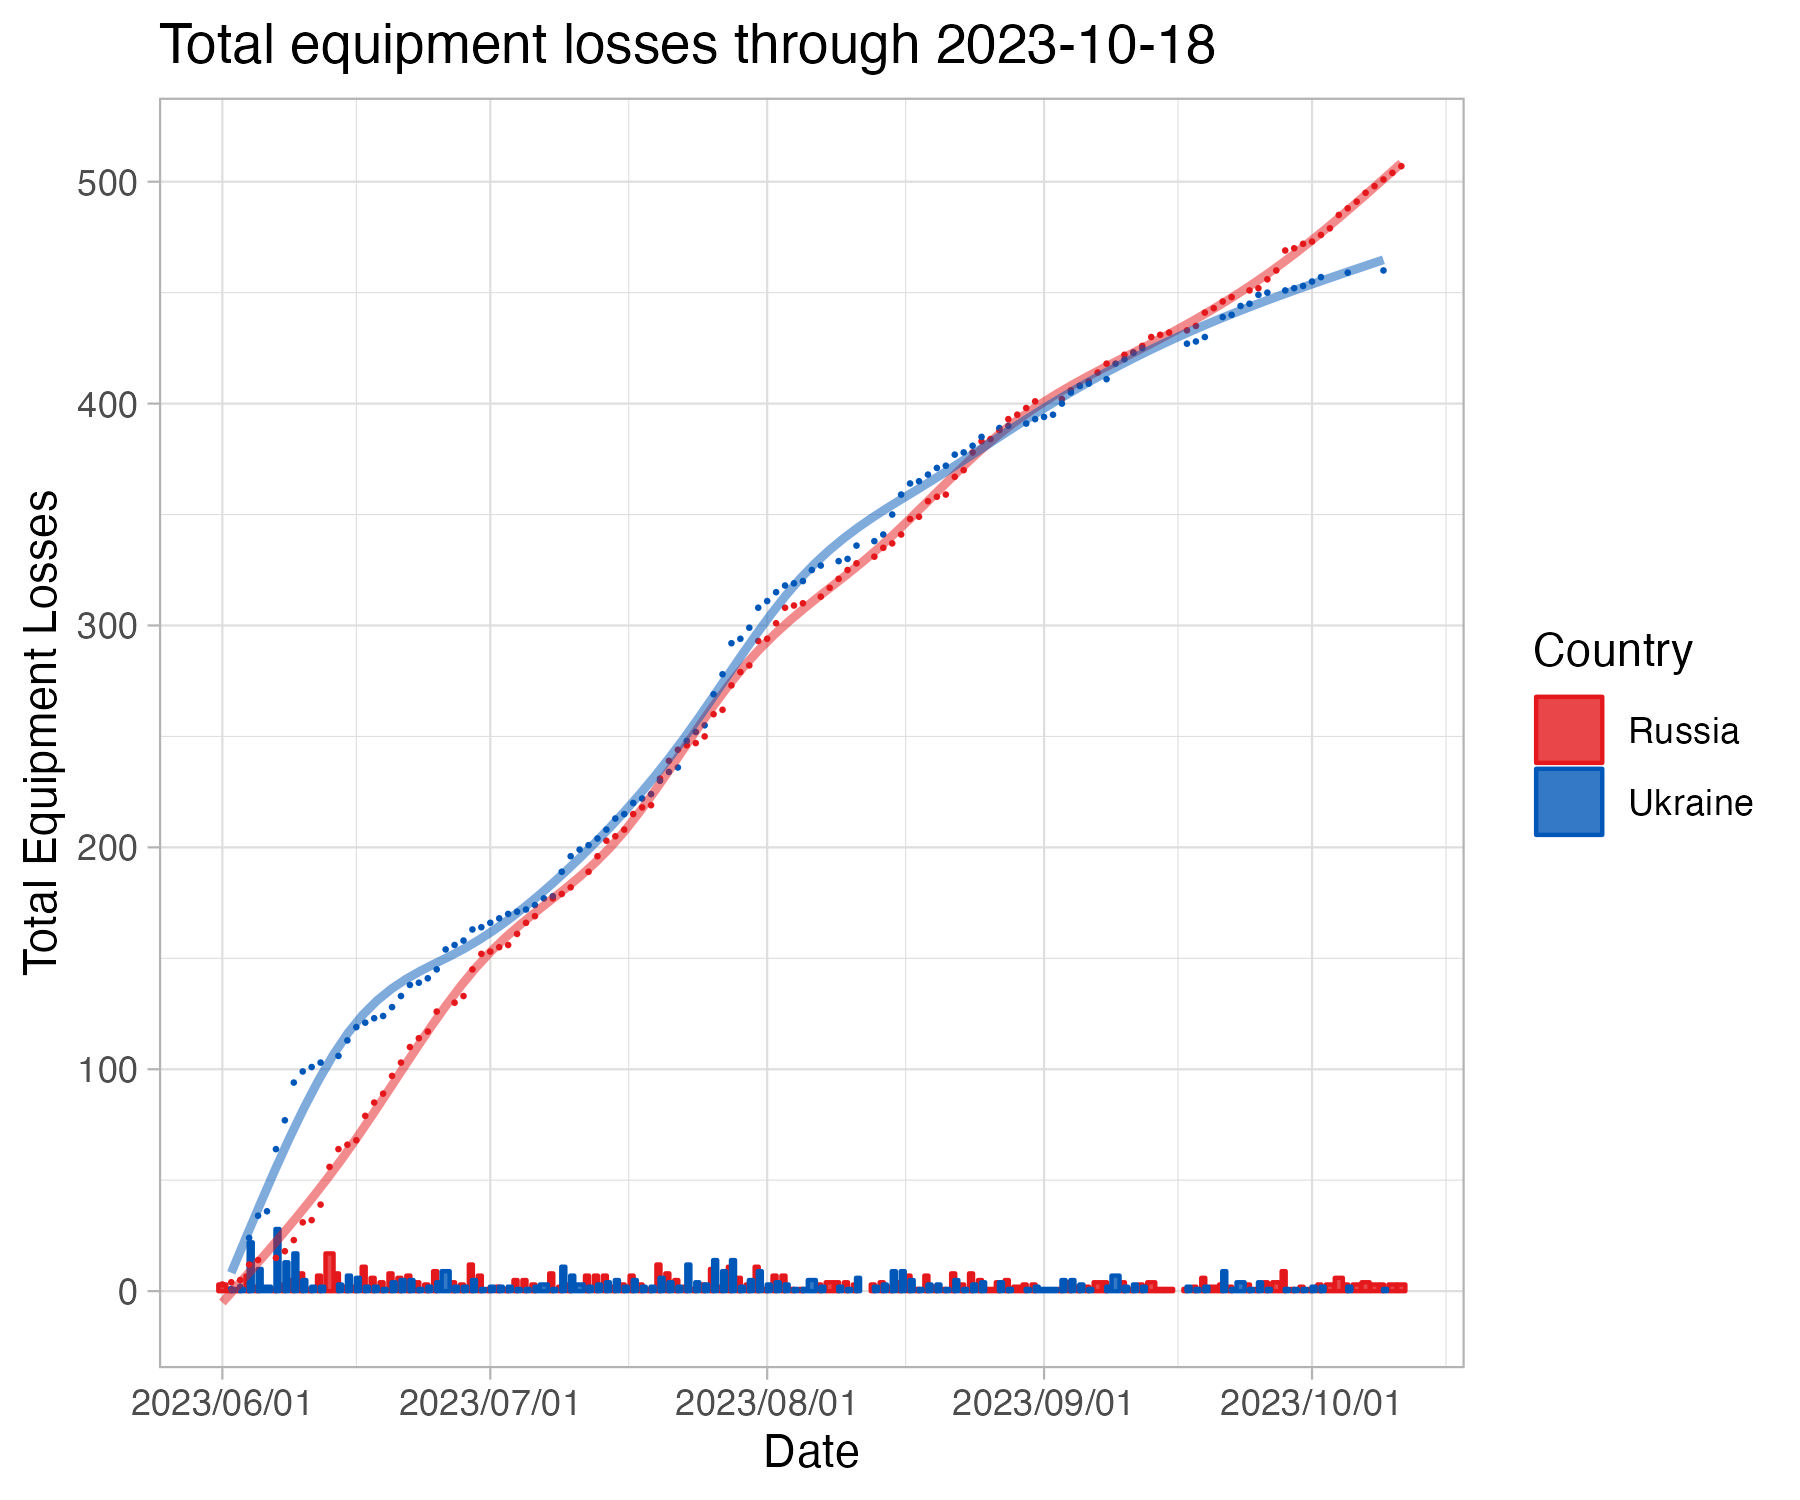 Total equipment losses through 2023-10-18
Total Equipment Losses
500
400
300
200
100
0
2023/06/01 2023/07/01 2023/08/01 2023/09/01 2023/10/01
Date
Country
Russia
Ukraine